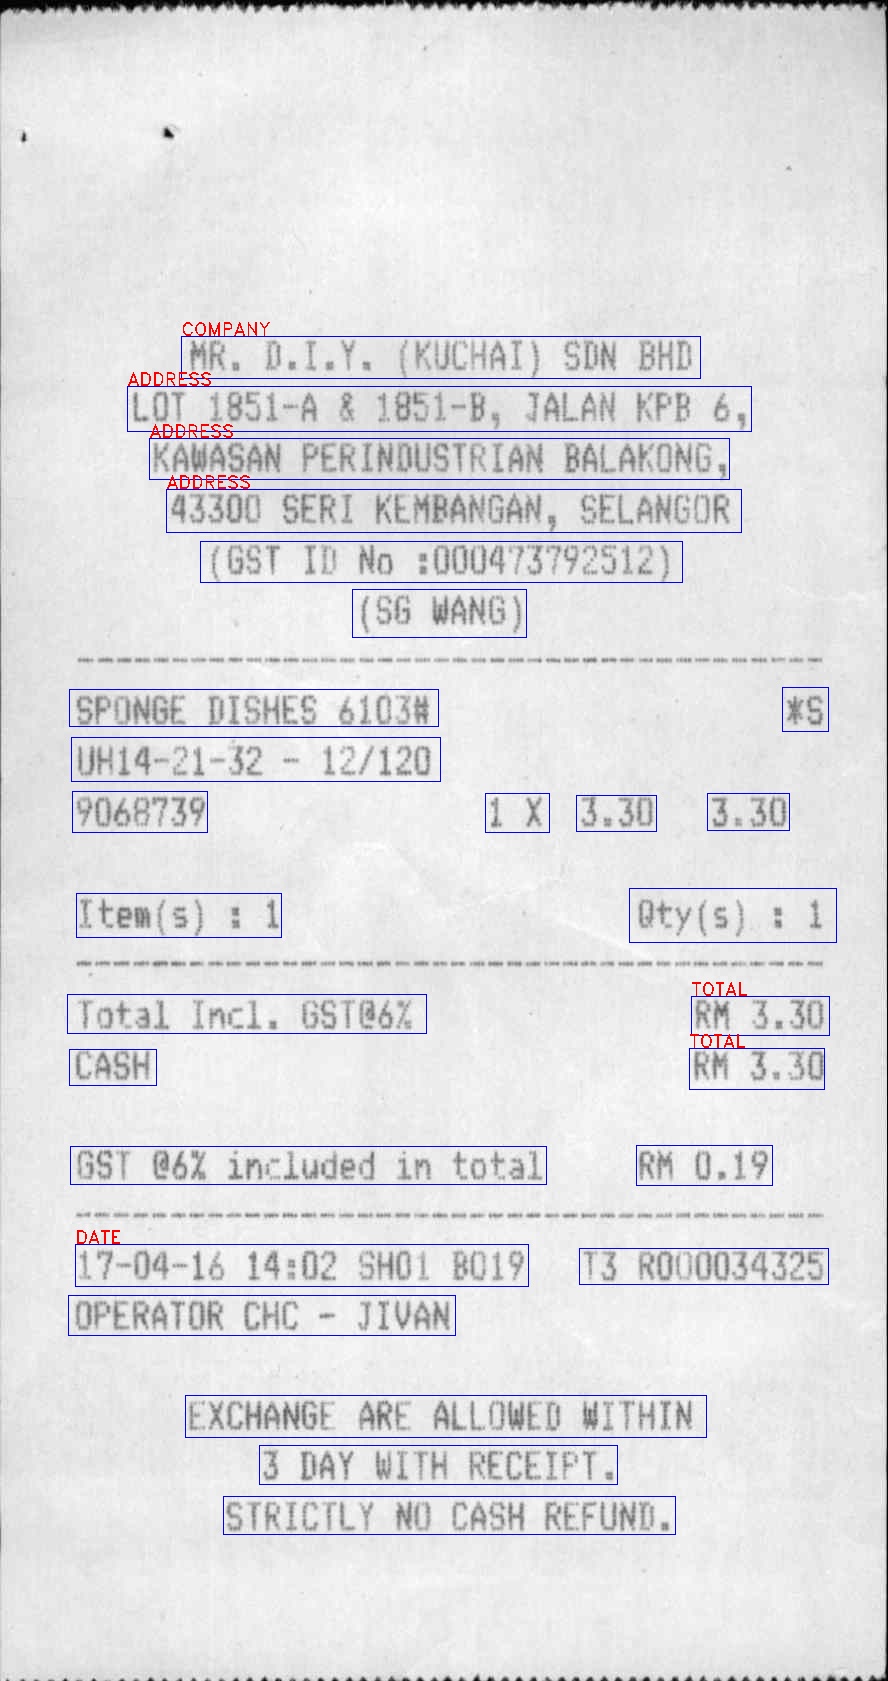 COMPANY
MR. D.I.Y. (KUCHAI) SDN BHD
ADDRESS
LOT 1851-A & 1851-B, JALAN KPB 6,
ADDRESS
KAWASAN PERINDUSTRIAN BALAKONG,
ADDRESS
43300 SERI KEMBANGAN, SELANGOR
(GST ID No :000473792512)
(SG WANG)
SPONGE DISHES 6103# *S
UH14-21-32 - 12/120
9068739 1 X 3.30 3.30
Item(s) : 1 Qty(s) : 1
TOTAL
Total Incl. GST@6% RM 3.30
TOTAL
CASH RM 3.30
GST @6% included in total RM 0.19
DATE
17-04-16 14:02 SH01 B019 T3 R000034325
OPERATOR CHC - JIVAN
EXCHANGE ARE ALLOWED WITHIN
3 DAY WITH RECEIPT.
STRICTLY NO CASH REFUND.